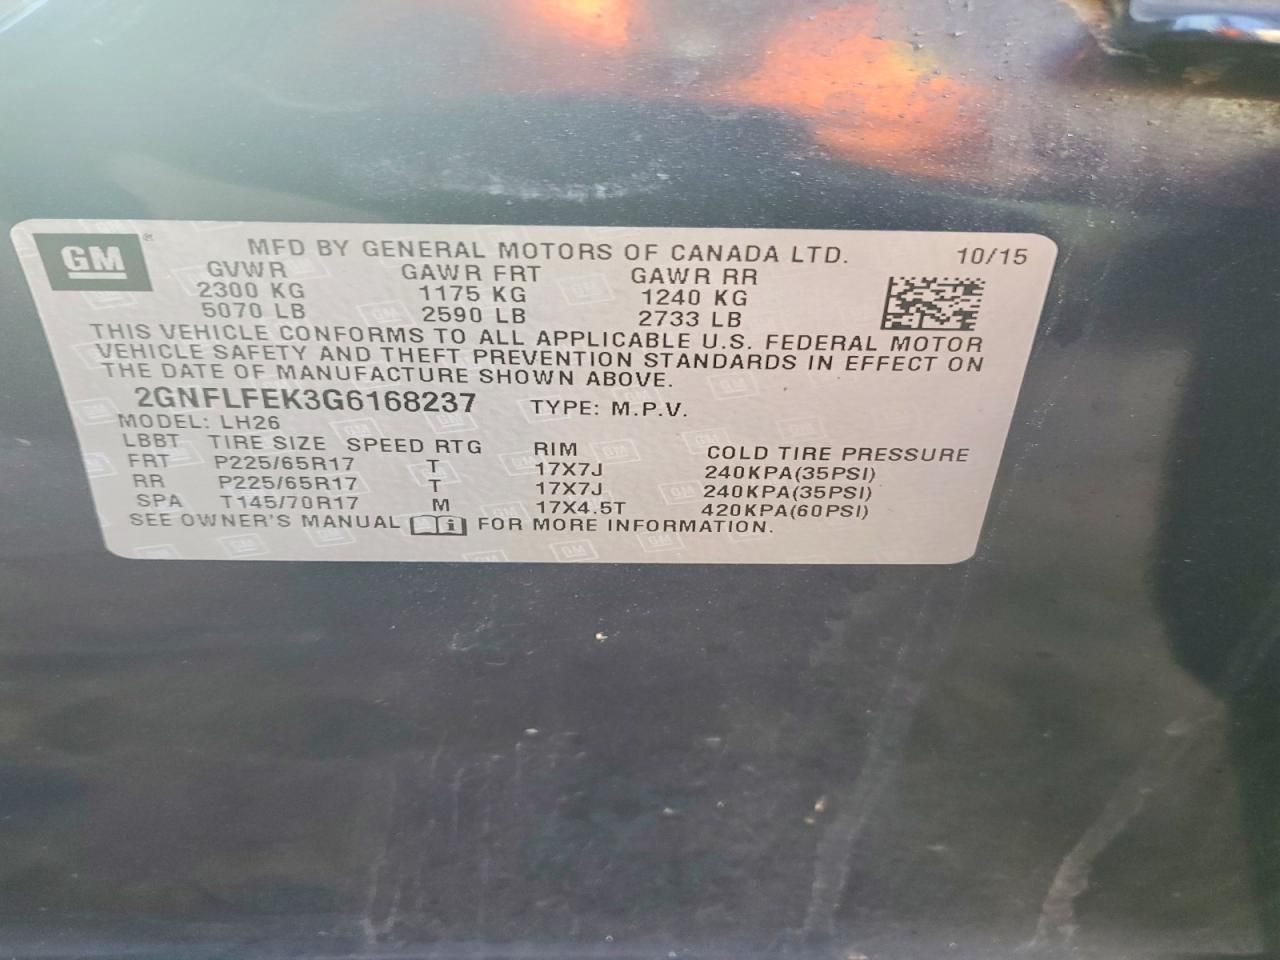 GM ® MFD BY GENERAL MOTORS OF CANADA LTD. 10/15
GVWR GAWR FRT GAWR RR
2300 KG 1175 KG 1240 KG
5070 LB 2590 LB 2733 LB
THIS VEHICLE CONFORMS TO ALL APPLICABLE U.S. FEDERAL MOTOR
VEHICLE SAFETY AND THEFT PREVENTION STANDARDS IN EFFECT ON
THE DATE OF MANUFACTURE SHOWN ABOVE.
2GNFLFEK3G6168237 TYPE: M.P.V.
MODEL: LH26
LBBT TIRE SIZE SPEED RTG RIM COLD TIRE PRESSURE
FRT P225/65R17 T 17X7J 240KPA(35PSI)
RR P225/65R17 T 17X7J 240KPA(35PSI)
SPA T145/70R17 M 17X4.5T 420KPA(60PSI)
SEE OWNER'S MANUAL FOR MORE INFORMATION.